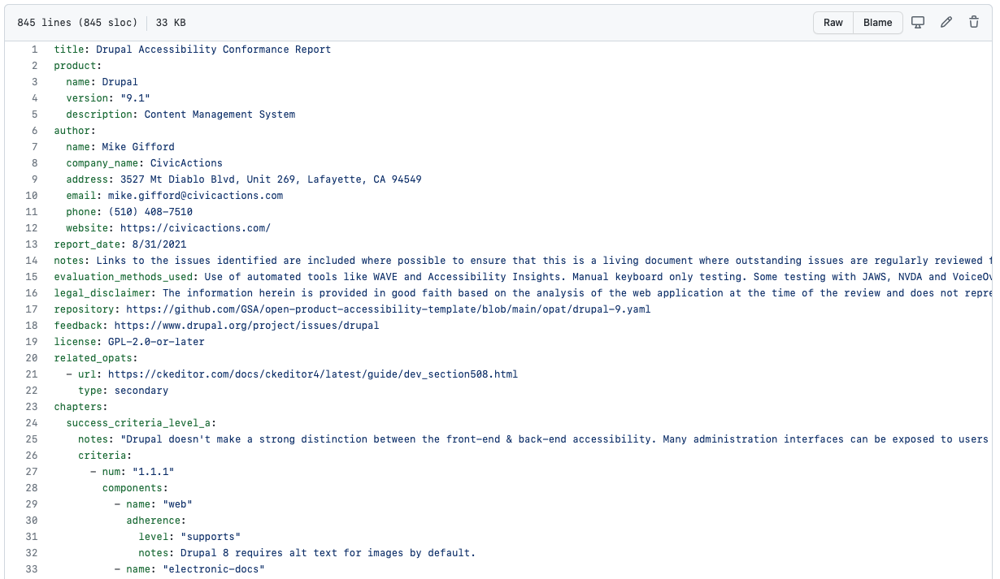 845 lines (845 sloc) 33 KB Raw Blame
1 title: Drupal Accessibility Conformance Report
2 product:
3 name: Drupal
4 version: "9.1"
5 description: Content Management System
6 author:
7 name: Mike Gifford
8 company_name: CivicActions
9 address: 3527 Mt Diablo Blvd, Unit 269, Lafayette, CA 94549
10 email: mike.gifford@civicactions.com
11 phone: (510) 408-7510
12 website: https://civicactions.com/
13 report_date: 8/31/2021
14 notes: Links to the issues identified are included where possible to ensure that this is a living document where outstanding issues are regularly reviewed
15 evaluation_methods_used: Use of automated tools like WAVE and Accessibility Insights. Manual keyboard only testing. Some testing with JAWS, NVDA and VoiceOv
16 legal_disclaimer: The information herein is provided in good faith based on the analysis of the web application at the time of the review and does not repre
17 repository: https://github.com/GSA/open-product-accessibility-template/blob/main/opat/drupal-9.yaml
18 feedback: https://www.drupal.org/project/issues/drupal
19 license: GPL-2.0-or-later
20 related_opats:
21 - url: https://ckeditor.com/docs/ckeditor4/latest/guide/dev_section508.html
22 type: secondary
23 chapters:
24 success_criteria_level_a:
25 notes: "Drupal doesn't make a strong distinction between the front-end & back-end accessibility. Many administration interfaces can be exposed to users
26 criteria:
27 - num: "1.1.1"
28 components:
29 - name: "web"
30 adherence:
31 level: "supports"
32 notes: Drupal 8 requires alt text for images by default.
33 - name: "electronic-docs"